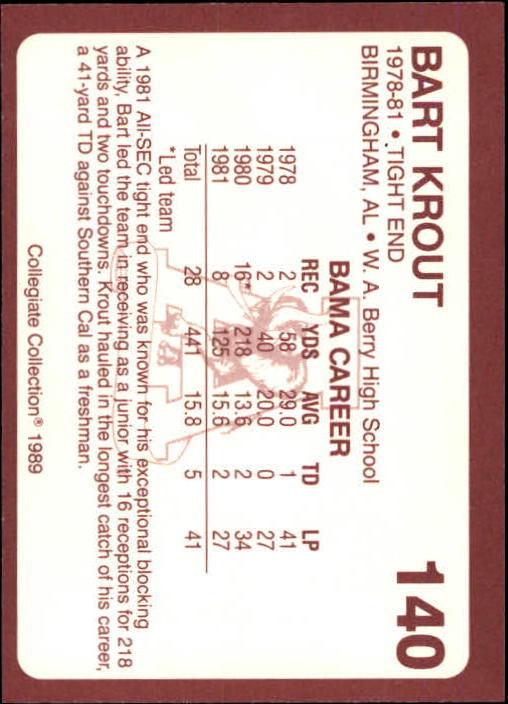 BART KROUT 140
1978-81 • TIGHT END
BIRMINGHAM, AL • W. A. Berry High School
BAMA CAREER
REC YDS AVG TD LP
1978 2 58 29.0 1 41
1979 2 40 20.0 0 27
1980 16* 218 13.6 2 34
1981 8 125 15.6 2 27
Total 28 441 15.8 5 41
*Led team
A 1981 All-SEC tight end who was known for his exceptional blocking
ability, Bart led the team in receiving as a junior with 16 receptions for 218
yards and two touchdowns. Krout hauled in the longest catch of his career,
a 41-yard TD against Southern Cal as a freshman.
Collegiate Collection® 1989